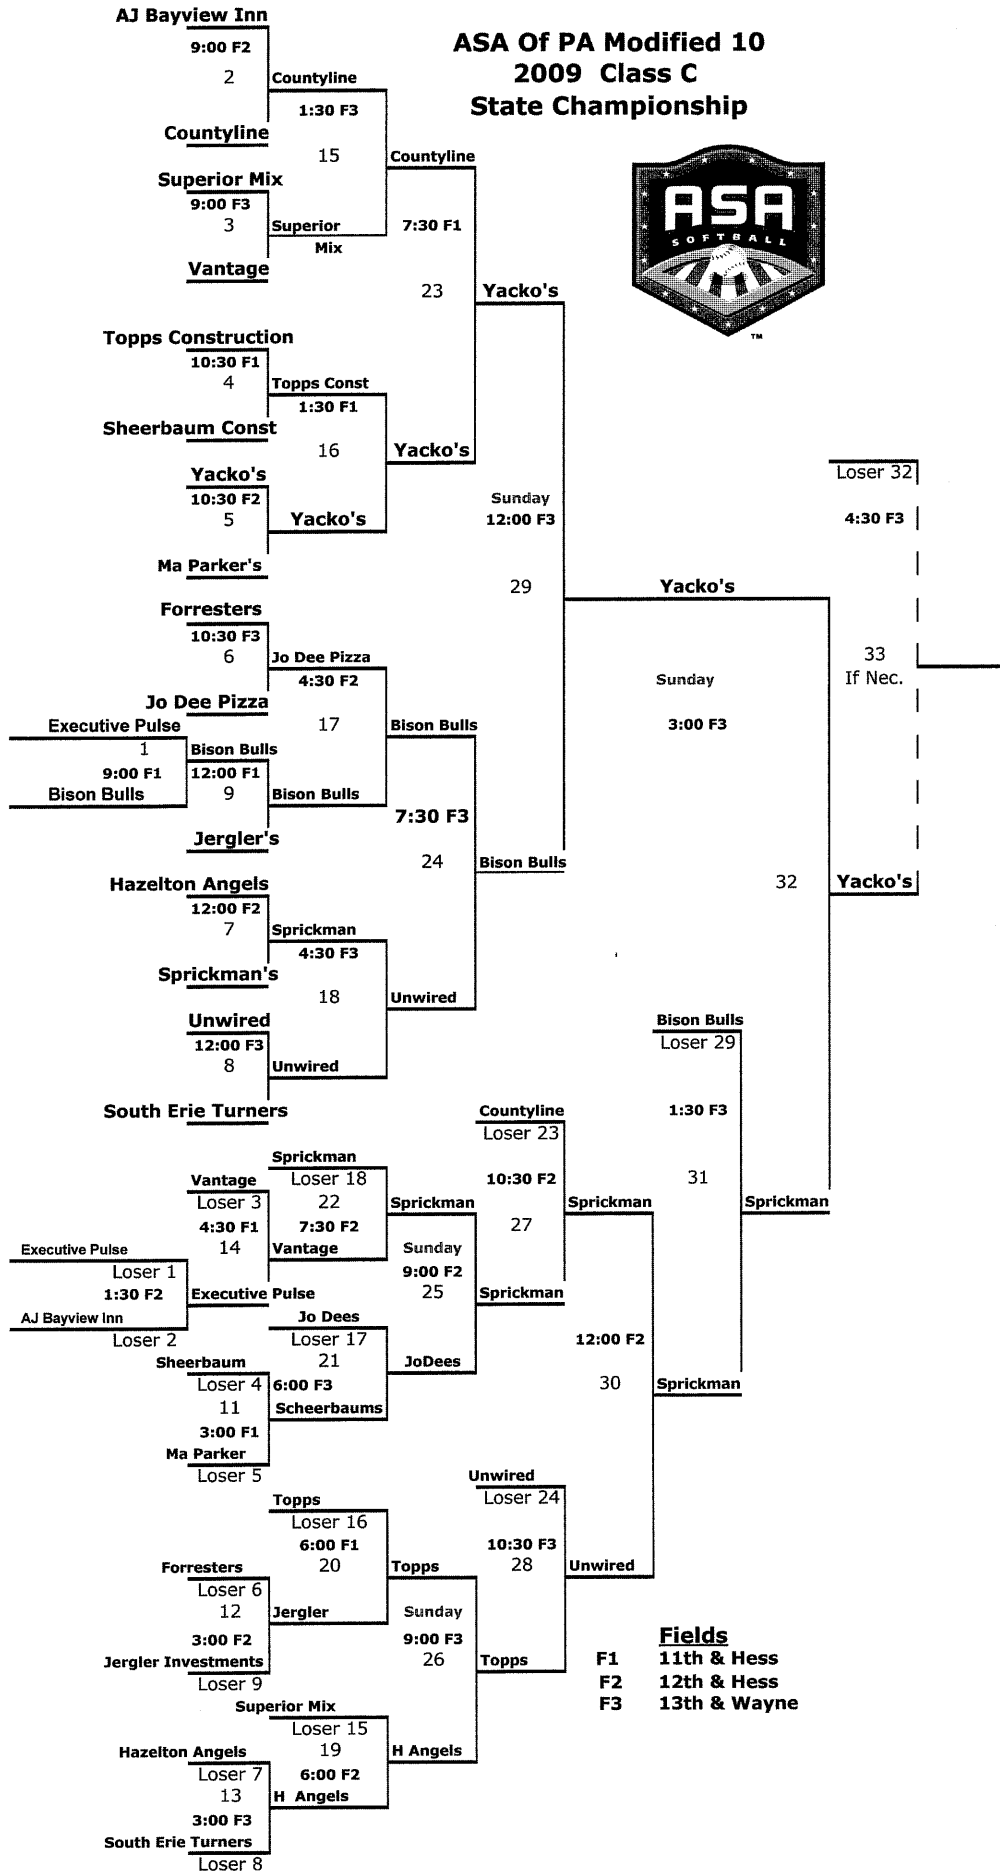 AJ Bayview Inn
9:00 F2
2
Countyline
ASA Of PA Modified 10
2009 Class C
State Championship
1:30 F3
Countyline
15
Countyline
Superior Mix
9:00 F3
3
Superior
Mix
7:30 F1
Vantage
ASA
SOFTBALL
TM
23
Yacko's
Topps Construction
10:30 F1
4
Topps Const
1:30 F1
Sheerbaum Const
16
Yacko's
Yacko's
10:30 F2
5
Yacko's
Ma Parker's
Sunday
12:00 F3
29
Yacko's
Loser 32
4:30 F3
33
If Nec.
Forresters
10:30 F3
6
Jo Dee Pizza
4:30 F2
Jo Dee Pizza
17
Bison Bulls
Executive Pulse
1
9:00 F1
Bison Bulls
Bison Bulls
12:00 F1
9
Bison Bulls
Jergler's
Sunday
3:00 F3
7:30 F3
24
Bison Bulls
32
Yacko's
Hazelton Angels
12:00 F2
7
Sprickman
4:30 F3
Sprickman's
18
Unwired
Unwired
12:00 F3
8
Unwired
South Erie Turners
Bison Bulls
Loser 29
1:30 F3
31
Sprickman
Countyline
Loser 23
10:30 F2
27
Sprickman
Sprickman
Loser 18
22
7:30 F2
Sprickman
Vantage
Loser 3
4:30 F1
14
Vantage
Sunday
9:00 F2
25
Sprickman
Executive Pulse
Loser 1
1:30 F2
Executive Pulse
AJ Bayview Inn
Loser 2
Jo Dees
Loser 17
21
JoDees
6:00 F3
Sheerbaum
Loser 4
11
Scheerbaums
3:00 F1
Ma Parker
Loser 5
12:00 F2
30
Sprickman
Topps
Loser 16
6:00 F1
20
Topps
Unwired
Loser 24
10:30 F3
28
Unwired
Forresters
Loser 6
12
Jergler
3:00 F2
Jergler Investments
Loser 9
Sunday
9:00 F3
26
Topps
Fields
F1 11th & Hess
F2 12th & Hess
F3 13th & Wayne
Superior Mix
Loser 15
19
H Angels
6:00 F2
Hazelton Angels
Loser 7
13
H Angels
3:00 F3
South Erie Turners
Loser 8